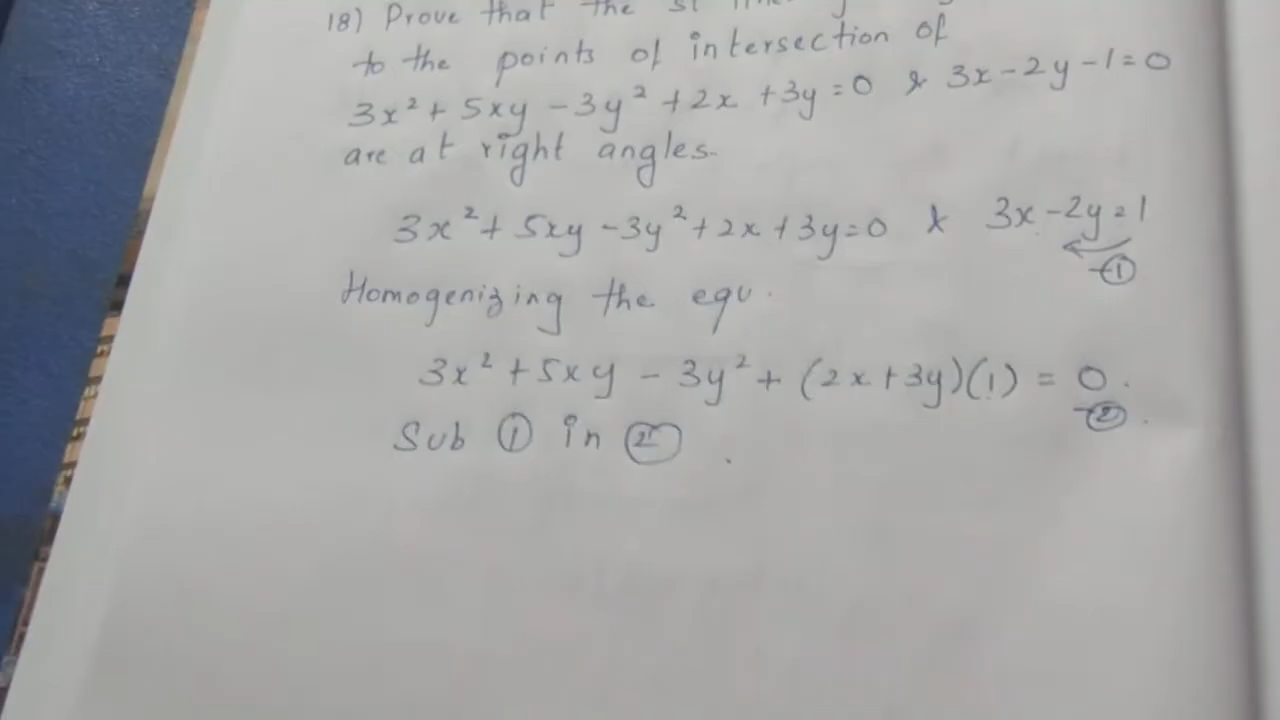 18) Prove that the st
to the points of intersection of
3x² + 5xy - 3y² + 2x + 3y = 0 & 3x - 2y - 1 = 0
are at right angles.
3x² + 5xy - 3y² + 2x + 3y = 0 & 3x - 2y = 1
①
Homogenizing the equ.
3x² + 5xy - 3y² + (2x + 3y)(1) = 0.
②
Sub ① in ②